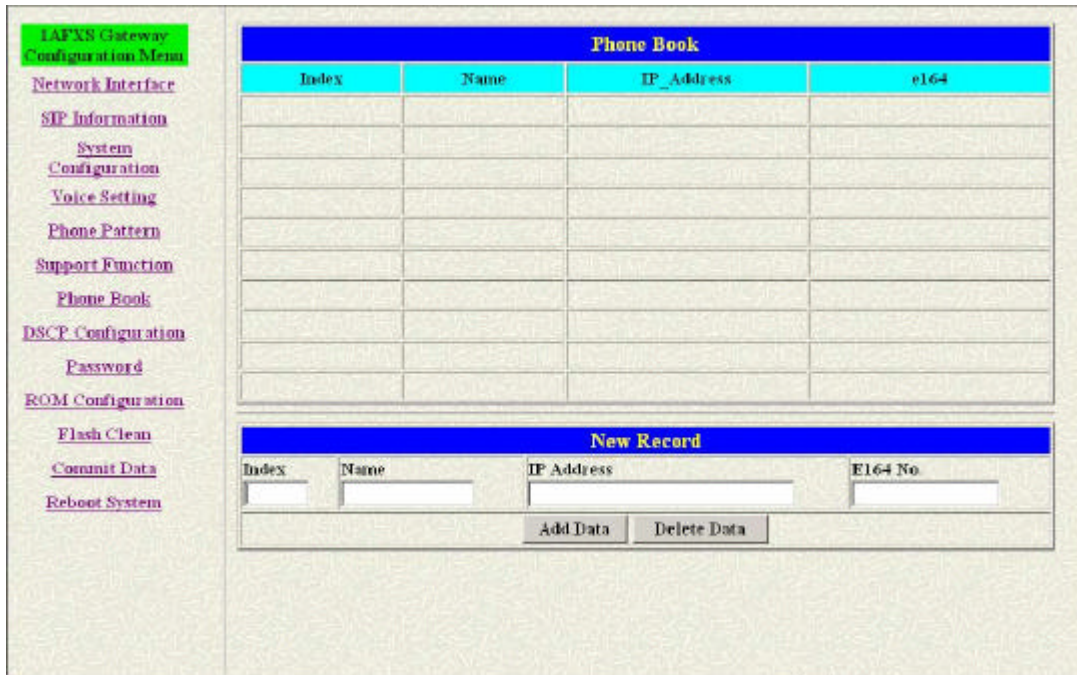 1AFXS Gateway
Configuration Menu
Network Interface
SIP Information
System
Configuration
Voice Setting
Phone Pattern
Support Function
Phone Book
DSCP Configuration
Password
ROM Configuration
Flash Clean
Commit Data
Reboot System
Phone Book
Index Name IP_Address e164
New Record
Index Name IP Address E164 No.
Add Data Delete Data